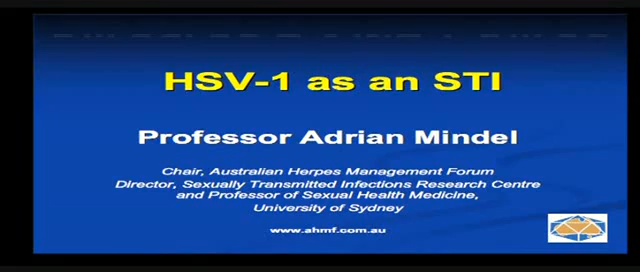 HSV-1 as an STI
Professor Adrian Mindel
Chair, Australian Herpes Management Forum
Director, Sexually Transmitted Infections Research Centre
and Professor of Sexual Health Medicine,
University of Sydney
www.ahmf.com.au